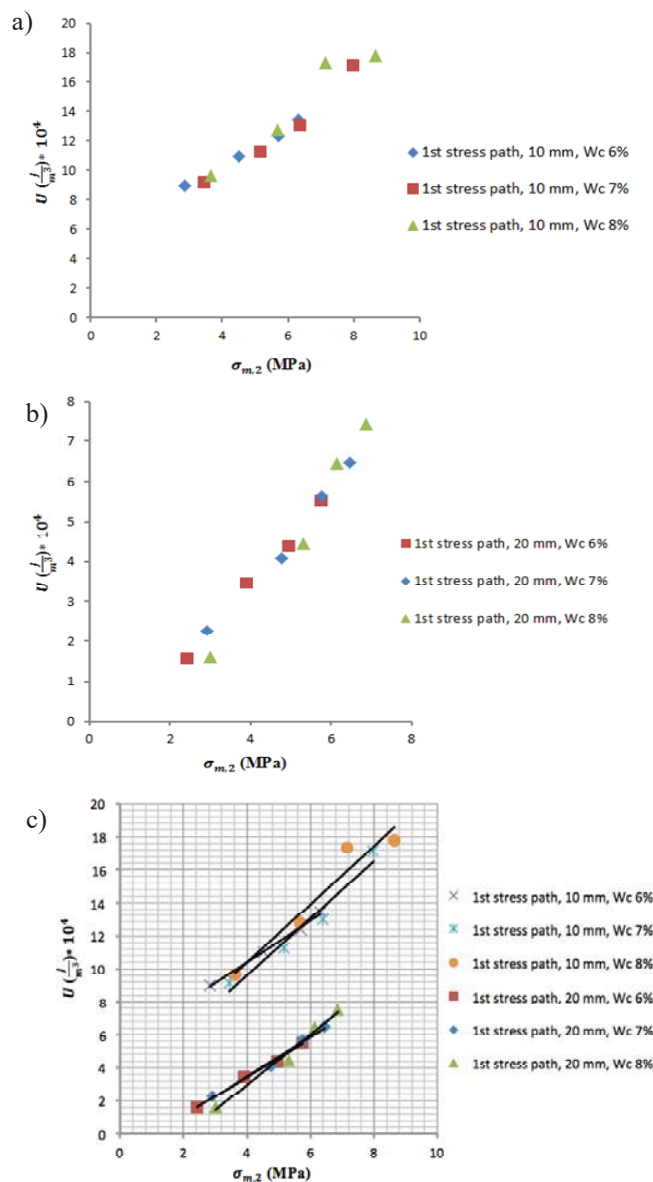 a)
20
18
16
14
12
10
8
6
4
2
0
U (J/m³)* 10⁴
0 2 4 6 8 10
σm,2 (MPa)
1st stress path, 10 mm, Wc 6%
1st stress path, 10 mm, Wc 7%
1st stress path, 10 mm, Wc 8%
b)
8
7
6
5
4
3
2
1
0
U (J/m³)* 10⁴
0 2 4 6 8
σm,2 (MPa)
1st stress path, 20 mm, Wc 6%
1st stress path, 20 mm, Wc 7%
1st stress path, 20 mm, Wc 8%
c)
20
18
16
14
12
10
8
6
4
2
0
U (J/m³)* 10⁴
0 2 4 6 8 10
σm,2 (MPa)
1st stress path, 10 mm, Wc 6%
1st stress path, 10 mm, Wc 7%
1st stress path, 10 mm, Wc 8%
1st stress path, 20 mm, Wc 6%
1st stress path, 20 mm, Wc 7%
1st stress path, 20 mm, Wc 8%